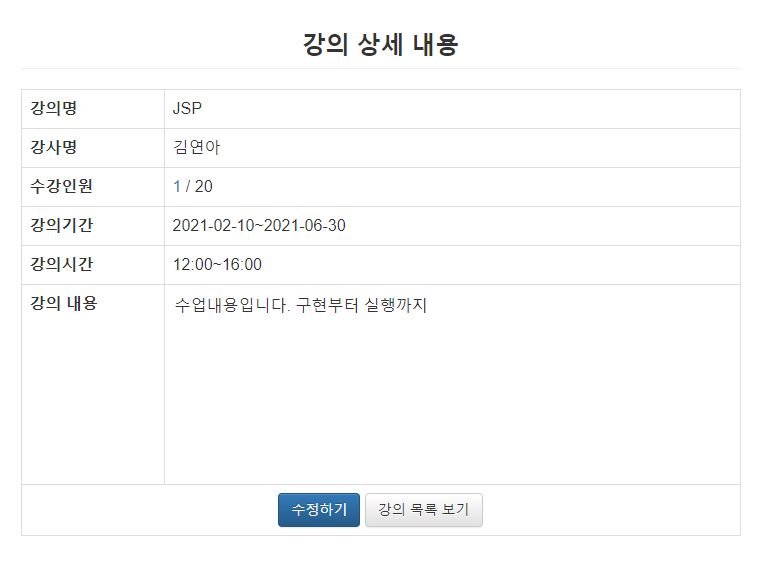 강의 상세 내용
강의명 JSP
강사명 김연아
수강인원 1 / 20
강의기간 2021-02-10~2021-06-30
강의시간 12:00~16:00
강의 내용 수업내용입니다. 구현부터 실행까지
수정하기 강의 목록 보기